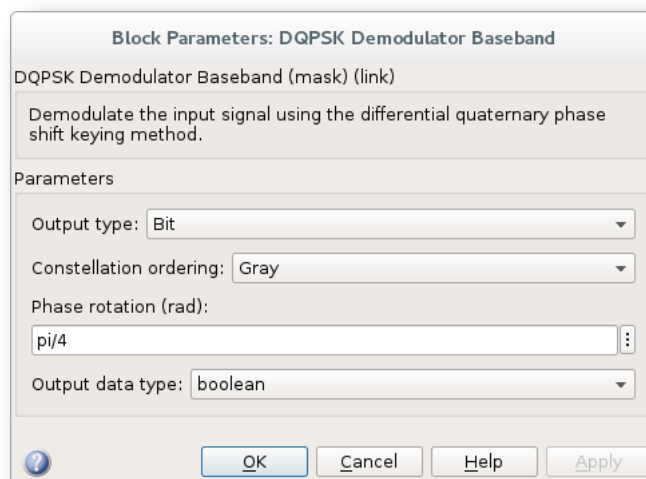 Block Parameters: DQPSK Demodulator Baseband
DQPSK Demodulator Baseband (mask) (link)
Demodulate the input signal using the differential quaternary phase
shift keying method.
Parameters
Output type: Bit
Constellation ordering: Gray
Phase rotation (rad):
pi/4
Output data type: boolean
? OK Cancel Help Apply